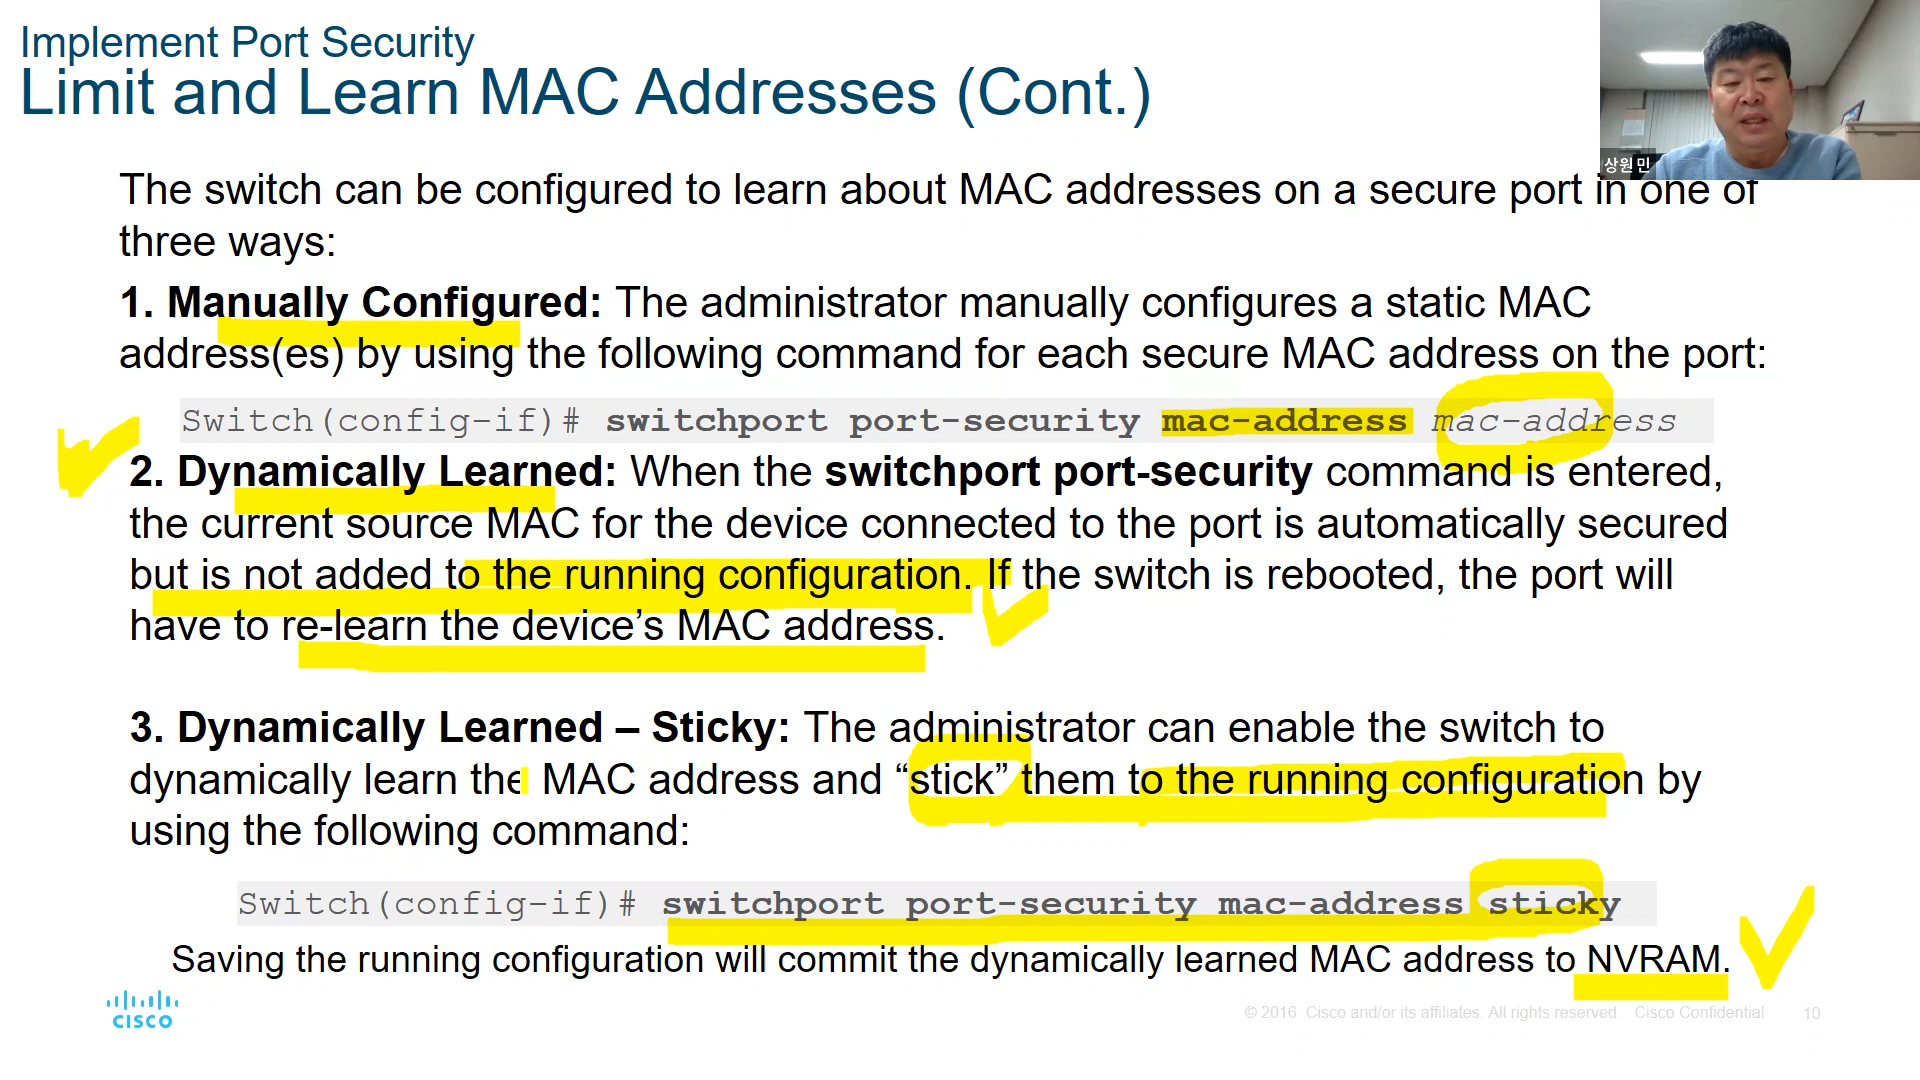 Implement Port Security
Limit and Learn MAC Addresses (Cont.)
상원 민
The switch can be configured to learn about MAC addresses on a secure port in one of
three ways:
1. Manually Configured: The administrator manually configures a static MAC
address(es) by using the following command for each secure MAC address on the port:
Switch(config-if)# switchport port-security mac-address mac-address
2. Dynamically Learned: When the switchport port-security command is entered,
the current source MAC for the device connected to the port is automatically secured
but is not added to the running configuration. If the switch is rebooted, the port will
have to re-learn the device’s MAC address.
3. Dynamically Learned – Sticky: The administrator can enable the switch to
dynamically learn the MAC address and “stick” them to the running configuration by
using the following command:
Switch(config-if)# switchport port-security mac-address sticky
Saving the running configuration will commit the dynamically learned MAC address to NVRAM.
CISCO
© 2016 Cisco and/or its affiliates. All rights reserved. Cisco Confidential 10